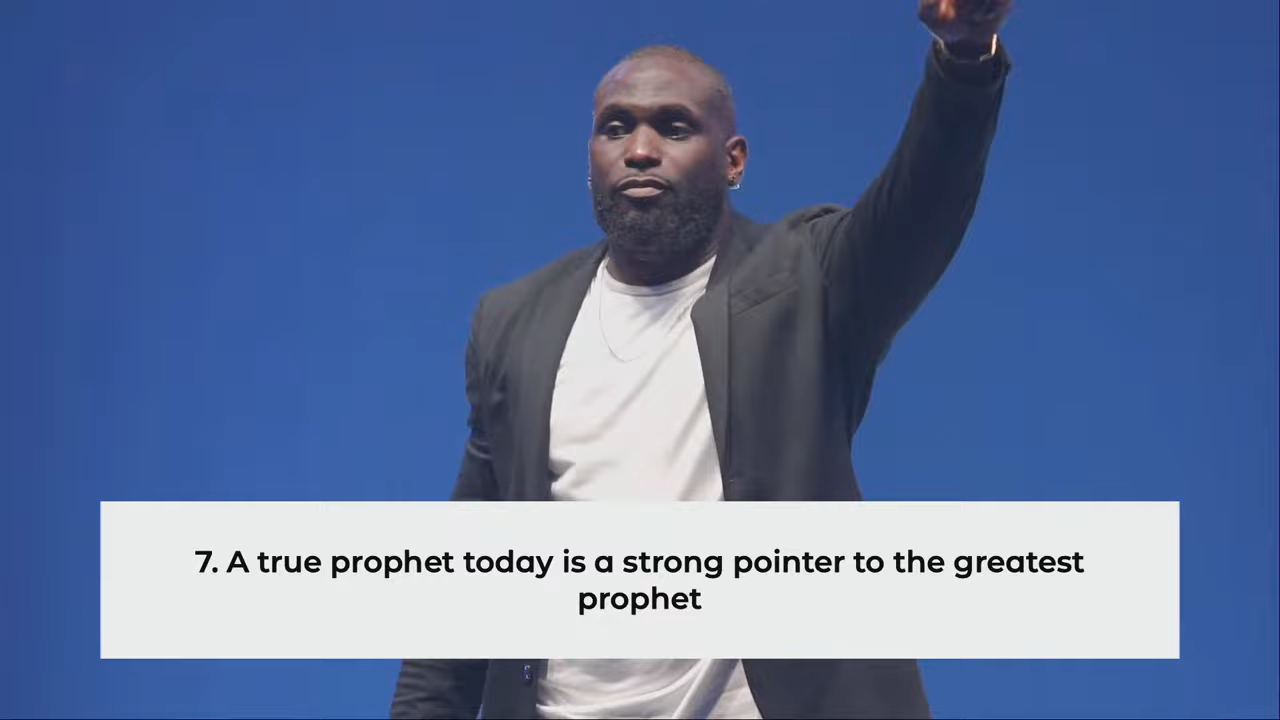 7. A true prophet today is a strong pointer to the greatest
prophet